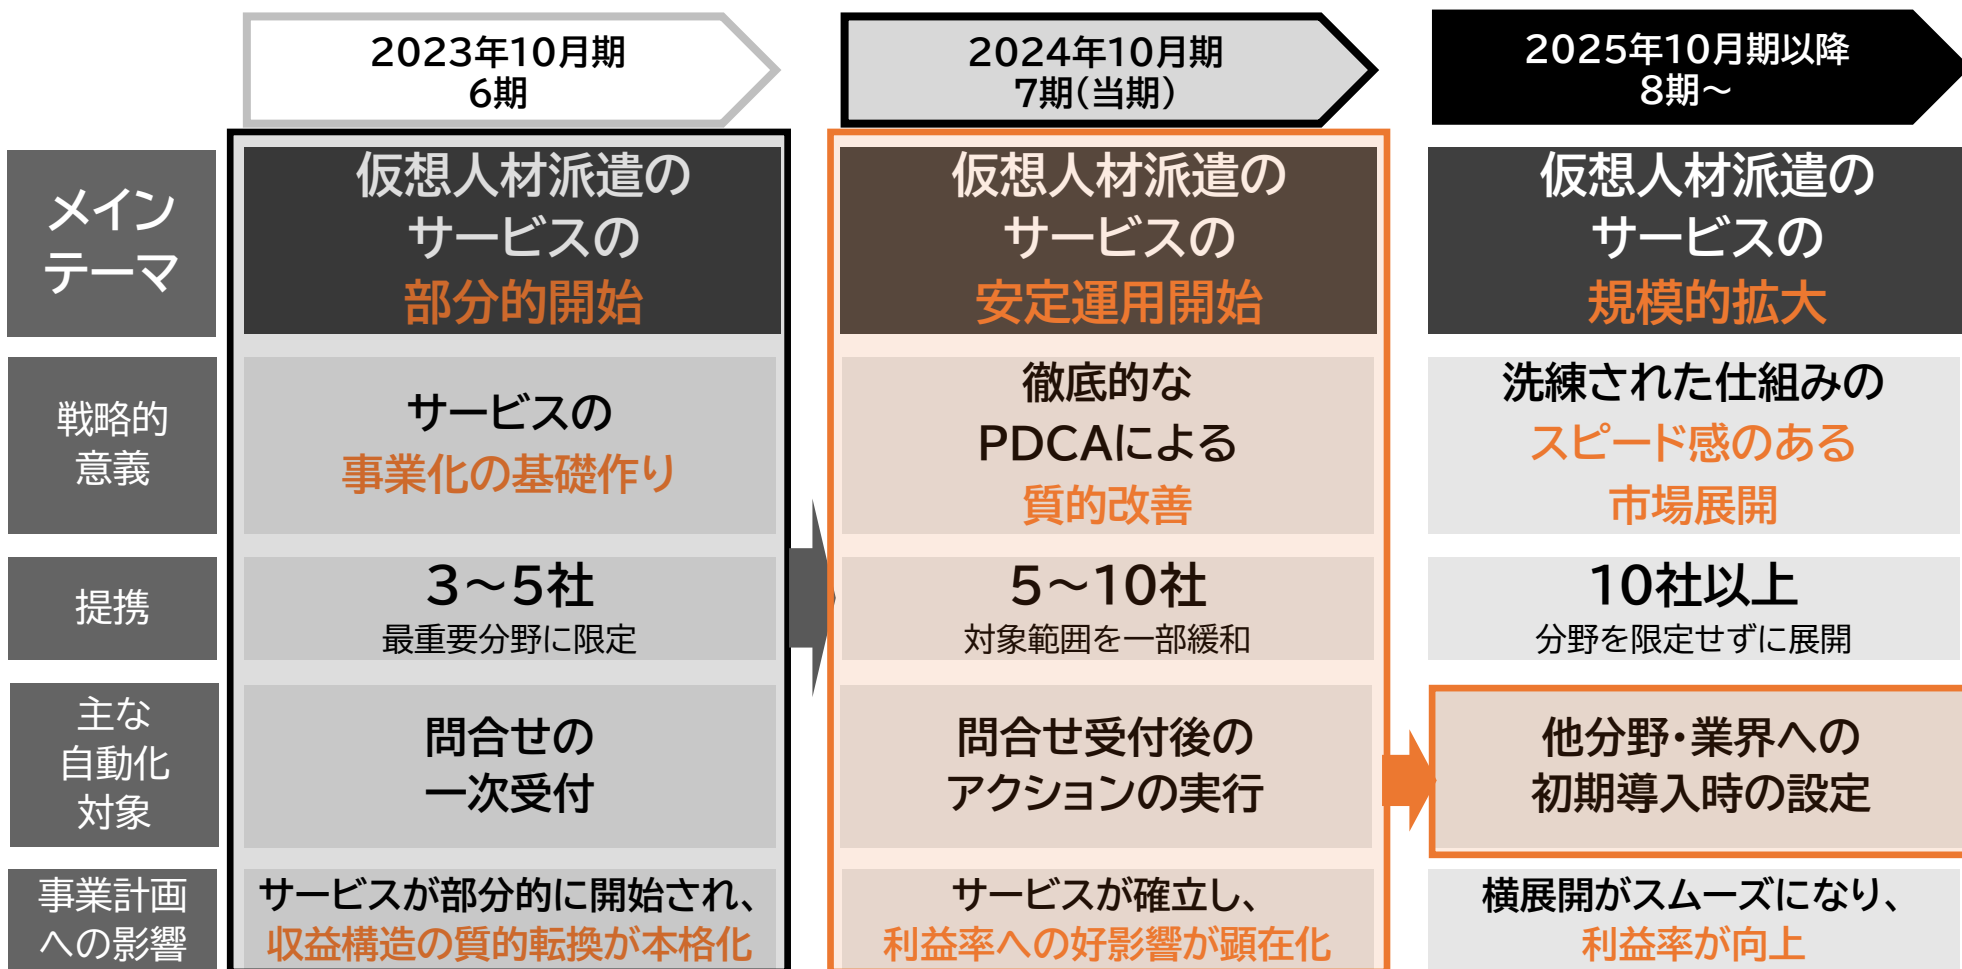 2023年10月期
6期
2024年10月期
7期(当期)
2025年10月期以降
8期～
メイン
テーマ
仮想人材派遣の
サービスの
部分的開始
仮想人材派遣の
サービスの
安定運用開始
仮想人材派遣の
サービスの
規模的拡大
戦略的
意義
サービスの
事業化の基礎作り
徹底的な
PDCAによる
質的改善
洗練された仕組みの
スピード感のある
市場展開
提携
3～5社
最重要分野に限定
5～10社
対象範囲を一部緩和
10社以上
分野を限定せずに展開
主な
自動化
対象
問合せの
一次受付
問合せ受付後の
アクションの実行
他分野・業界への
初期導入時の設定
事業計画
への影響
サービスが部分的に開始され、
収益構造の質的転換が本格化
サービスが確立し、
利益率への好影響が顕在化
横展開がスムーズになり、
利益率が向上